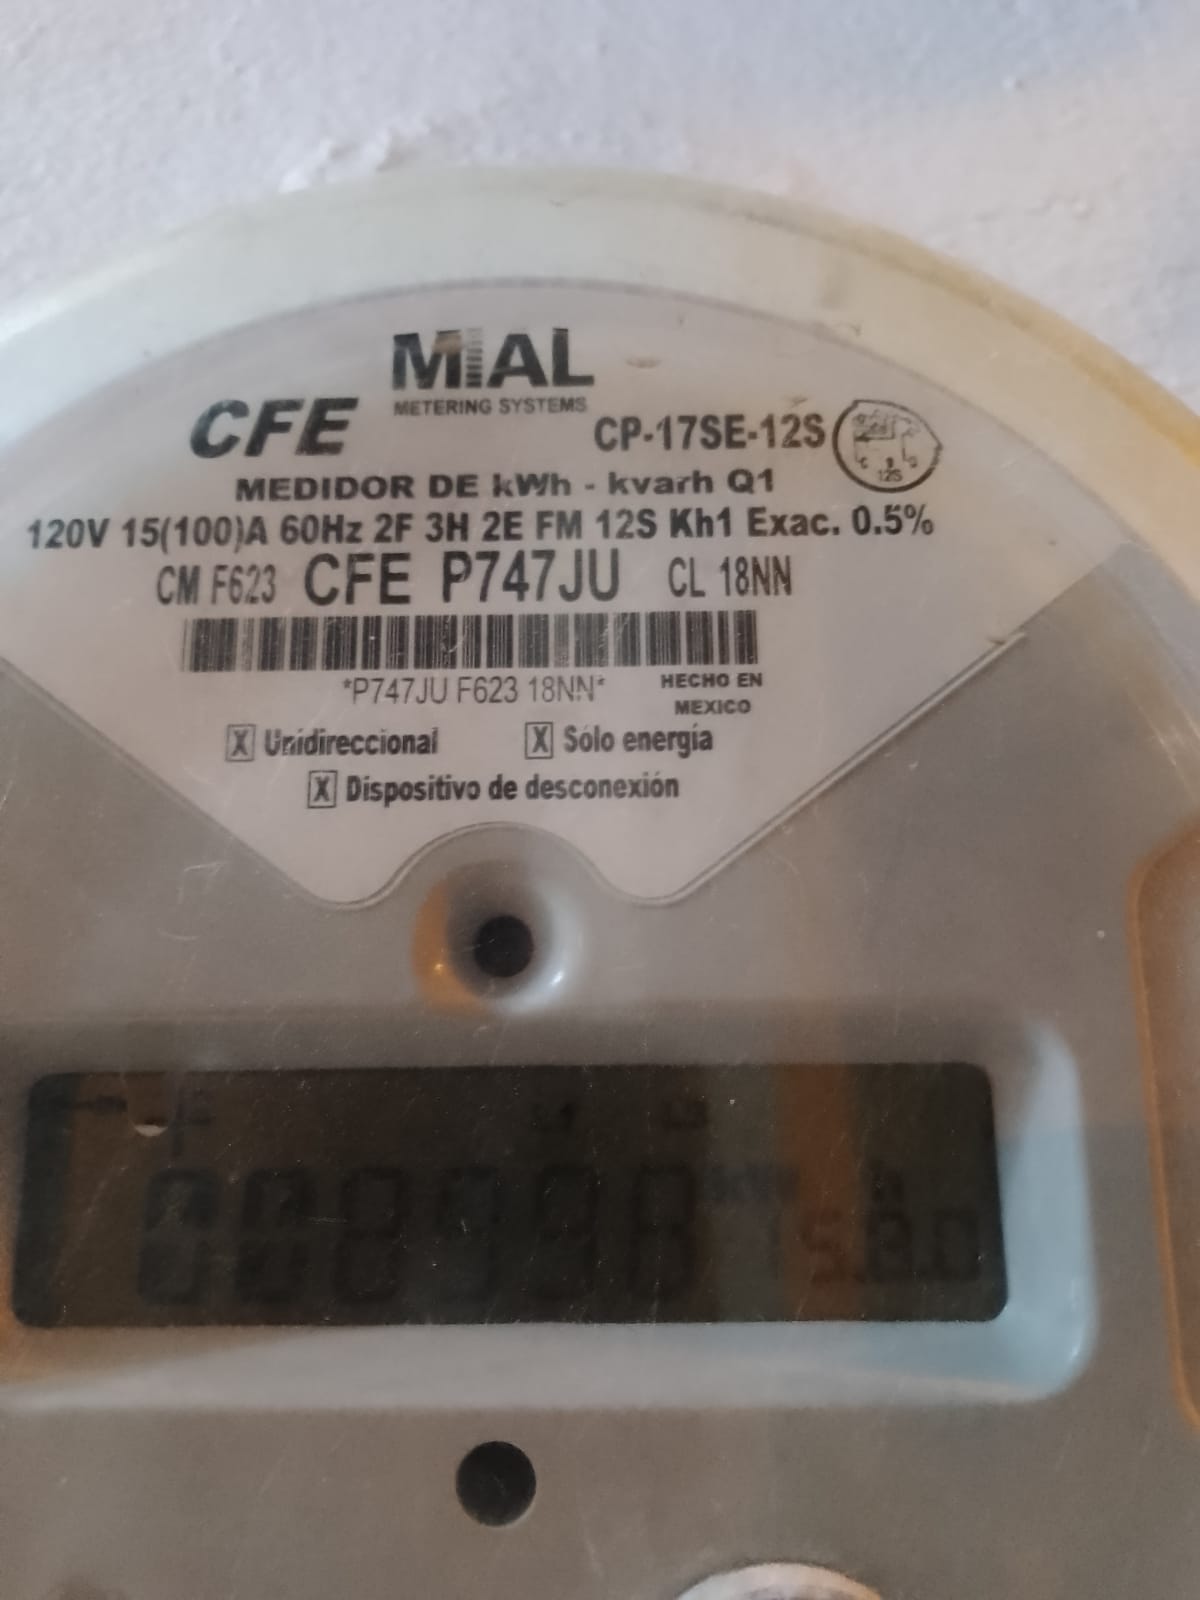 MIAL
METERING SYSTEMS
CFE
CP-17SE-12S
12S
MEDIDOR DE kWh - kvarh Q1
120V 15(100)A 60Hz 2F 3H 2E FM 12S Kh1 Exac. 0.5%
CM F623 CFE P747JU CL 18NN
*P747JU F623 18NN*
HECHO EN
MEXICO
X Unidireccional X Sólo energía
X Dispositivo de desconexión